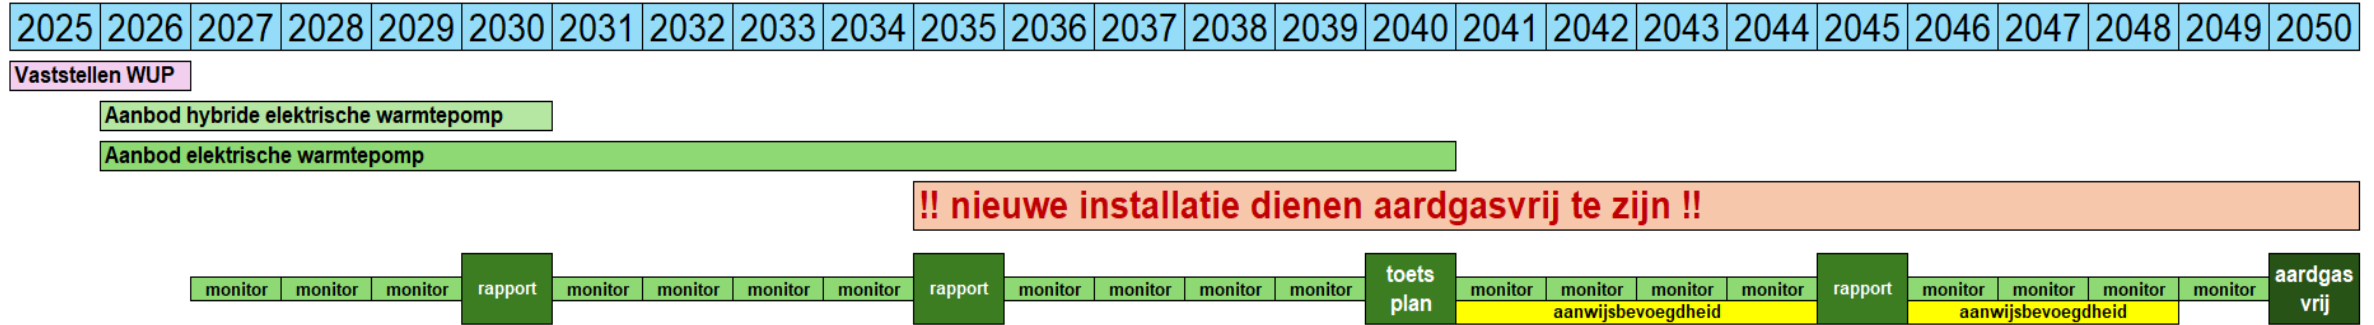 2025 2026 2027 2028 2029 2030 2031 2032 2033 2034 2035 2036 2037 2038 2039 2040 2041 2042 2043 2044 2045 2046 2047 2048 2049 2050
Vaststellen WUP
Aanbod hybride elektrische warmtepomp
Aanbod elektrische warmtepomp
!! nieuwe installatie dienen aardgasvrij te zijn !!
monitor monitor monitor rapport monitor monitor monitor monitor rapport monitor monitor monitor monitor toets plan monitor monitor monitor monitor rapport monitor monitor monitor monitor aardgas vrij
aanwijsbevoegdheid aanwijsbevoegdheid